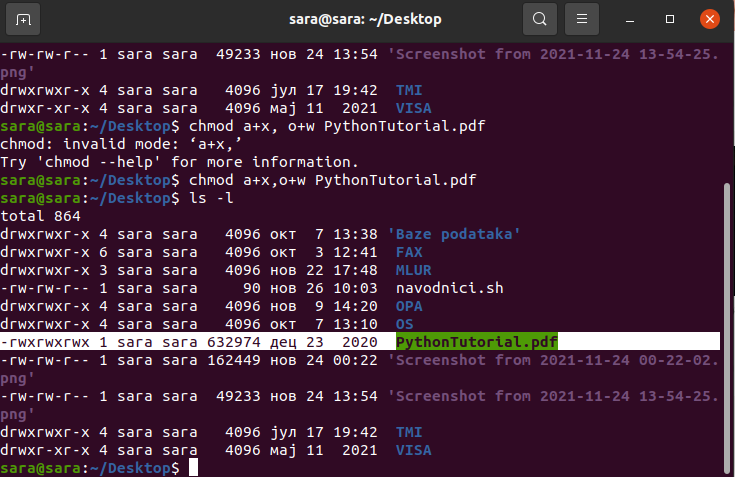 sara@sara: ~/Desktop
-rw-rw-r-- 1 sara sara  49233 нов 24 13:54 'Screenshot from 2021-11-24 13-54-25.
png'
drwxrwxr-x 4 sara sara   4096 јул 17 19:42  TMI
drwxr-xr-x 4 sara sara   4096 мај 11  2021  VISA
sara@sara:~/Desktop$ chmod a+x, o+w PythonTutorial.pdf
chmod: invalid mode: ‘a+x,’
Try 'chmod --help' for more information.
sara@sara:~/Desktop$ chmod a+x,o+w PythonTutorial.pdf
sara@sara:~/Desktop$ ls -l
total 864
drwxrwxr-x 4 sara sara   4096 окт  7 13:38 'Baze podataka'
drwxrwxr-x 6 sara sara   4096 окт  3 12:41  FAX
drwxrwxr-x 3 sara sara   4096 нов 22 17:48  MLUR
-rw-rw-r-- 1 sara sara     90 нов 26 10:03  navodnici.sh
drwxrwxr-x 4 sara sara   4096 нов  9 14:20  OPA
drwxrwxr-x 4 sara sara   4096 окт  7 13:10  OS
-rwxrwxrwx 1 sara sara 632974 дец 23  2020  PythonTutorial.pdf
-rw-rw-r-- 1 sara sara 162449 нов 24 00:22 'Screenshot from 2021-11-24 00-22-02.
png'
-rw-rw-r-- 1 sara sara  49233 нов 24 13:54 'Screenshot from 2021-11-24 13-54-25.
png'
drwxrwxr-x 4 sara sara   4096 јул 17 19:42  TMI
drwxr-xr-x 4 sara sara   4096 мај 11  2021  VISA
sara@sara:~/Desktop$